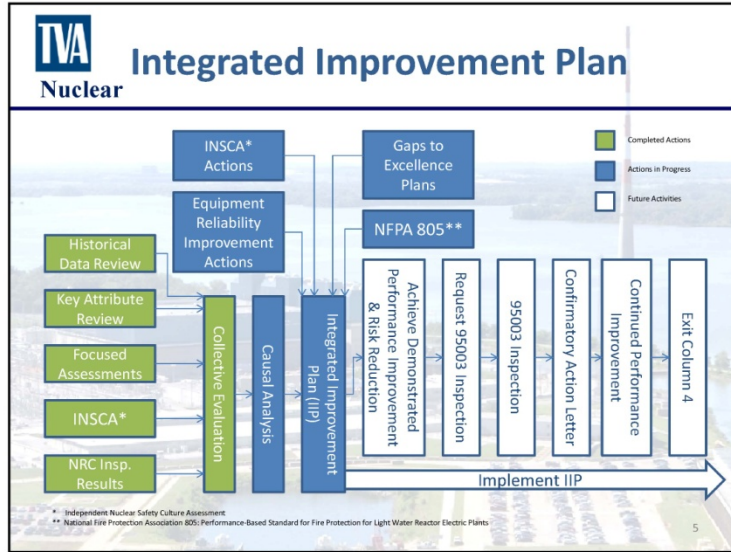 TVA
Nuclear
Integrated Improvement Plan
INSCA*
Actions
Gaps to
Excellence
Plans
Completed Actions
Actions in Progress
Future Activities
Equipment
Reliability
Improvement
Actions
NFPA 805**
Historical
Data Review
Key Attribute
Review
Focused
Assessments
INSCA*
NRC Insp.
Results
Collective Evaluation
Causal Analysis
Integrated Improvement
Plan (IIP)
Achieve Demonstrated
Performance Improvement
& Risk Reduction
Request 95003 Inspection
95003 Inspection
Confirmatory Action Letter
Continued Performance
Improvement
Exit Column 4
Implement IIP
* Independent Nuclear Safety Culture Assessment
** National Fire Protection Association 805: Performance-Based Standard for Fire Protection for Light Water Reactor Electric Plants
5